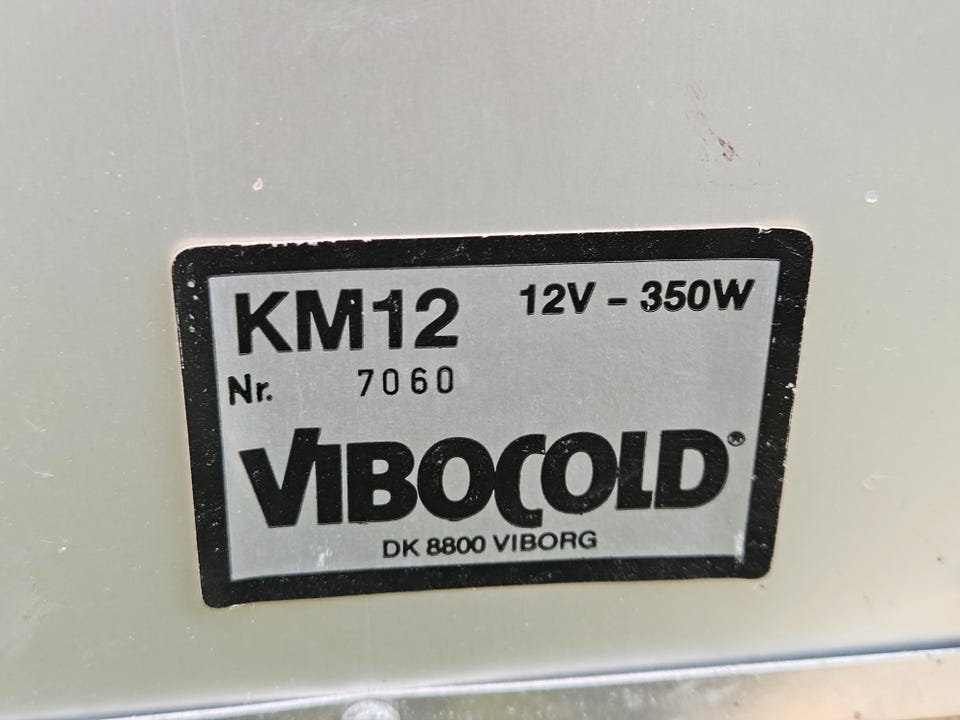 KM12 12V - 350W
Nr. 7060
VIBOCOLD®
DK 8800 VIBORG